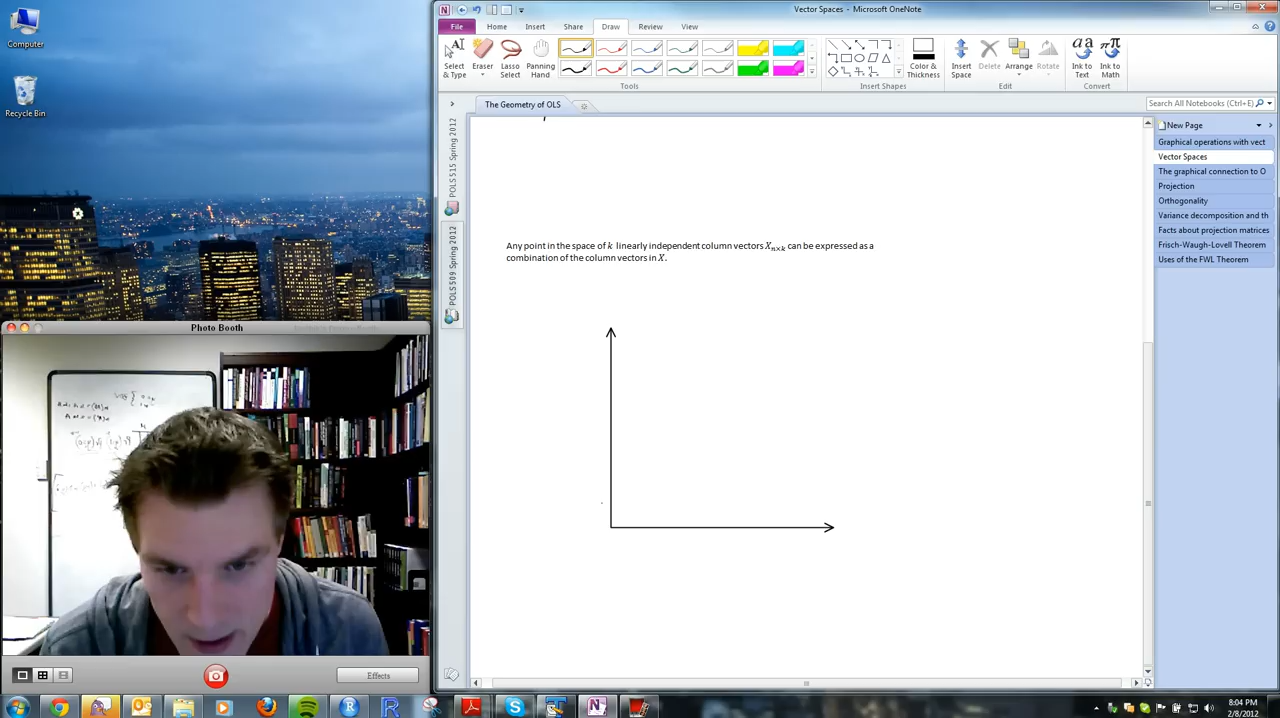 Computer
Recycle Bin
Vector Spaces - Microsoft OneNote
File Home Insert Share Draw Review View
Select & Type
Eraser
Lasso Select
Panning Hand
Color & Thickness
Insert Space
Delete
Arrange
Rotate
Ink to Text
Ink to Math
Tools
Insert Shapes
Edit
Convert
The Geometry of OLS
Search All Notebooks (Ctrl+E)
POLS 515 Spring 2012
POLS 509 Spring 2012
New Page
Graphical operations with vect
Vector Spaces
The graphical connection to O
Projection
Orthogonality
Variance decomposition and th
Facts about projection matrices
Frisch-Waugh-Lovell Theorem
Uses of the FWL Theorem
Any point in the space of k linearly independent column vectors Xn×k can be expressed as a
combination of the column vectors in X.
Photo Booth
Effects
8:04 PM
2/8/2012